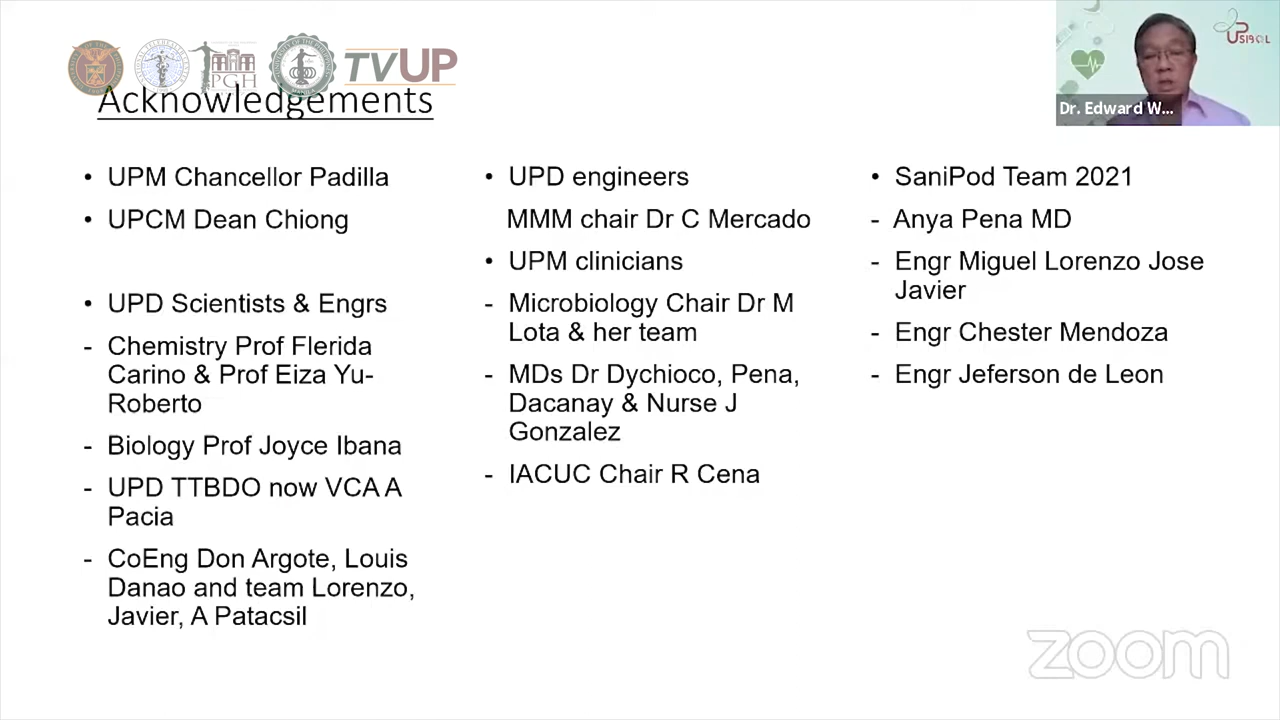 TVUP
PGH
Acknowledgements
UPSIBOL
Dr. Edward W...
• UPM Chancellor Padilla
• UPCM Dean Chiong
• UPD Scientists & Engrs
- Chemistry Prof Flerida
Carino & Prof Eiza Yu-
Roberto
- Biology Prof Joyce Ibana
- UPD TTBDO now VCA A
Pacia
- CoEng Don Argote, Louis
Danao and team Lorenzo,
Javier, A Patacsil
• UPD engineers
MMM chair Dr C Mercado
• UPM clinicians
- Microbiology Chair Dr M
Lota & her team
- MDs Dr Dychioco, Pena,
Dacanay & Nurse J
Gonzalez
- IACUC Chair R Cena
• SaniPod Team 2021
- Anya Pena MD
- Engr Miguel Lorenzo Jose
Javier
- Engr Chester Mendoza
- Engr Jeferson de Leon
zoom